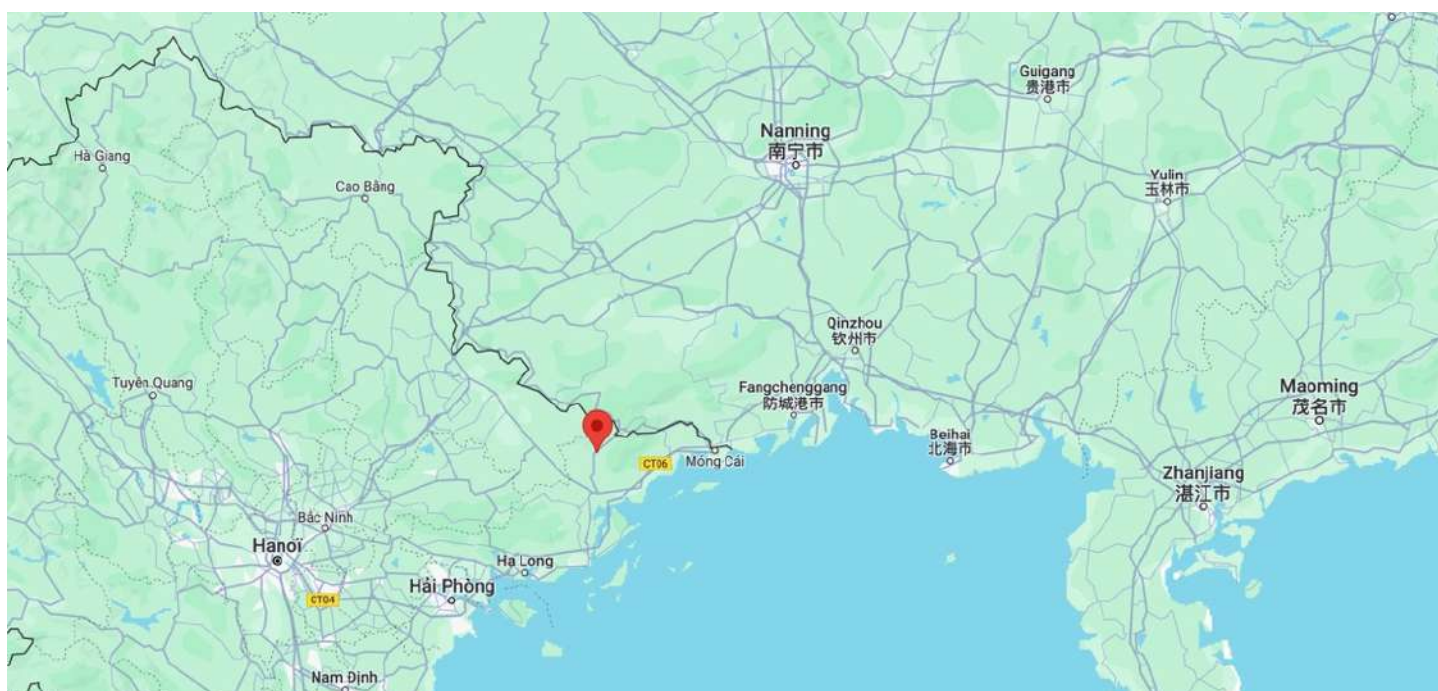 Guigang
贵港市
Nanning
南宁市
Hà Giang
Cao Bằng
Yulin
玉林市
Qinzhou
钦州市
Tuyên Quang
Fangchenggang
防城港市
Maoming
茂名市
Beihai
北海市
CT06
Móng Cái
Zhanjiang
湛江市
Bắc Ninh
Hanoï
Hạ Long
Hải Phòng
CT04
Nam Định